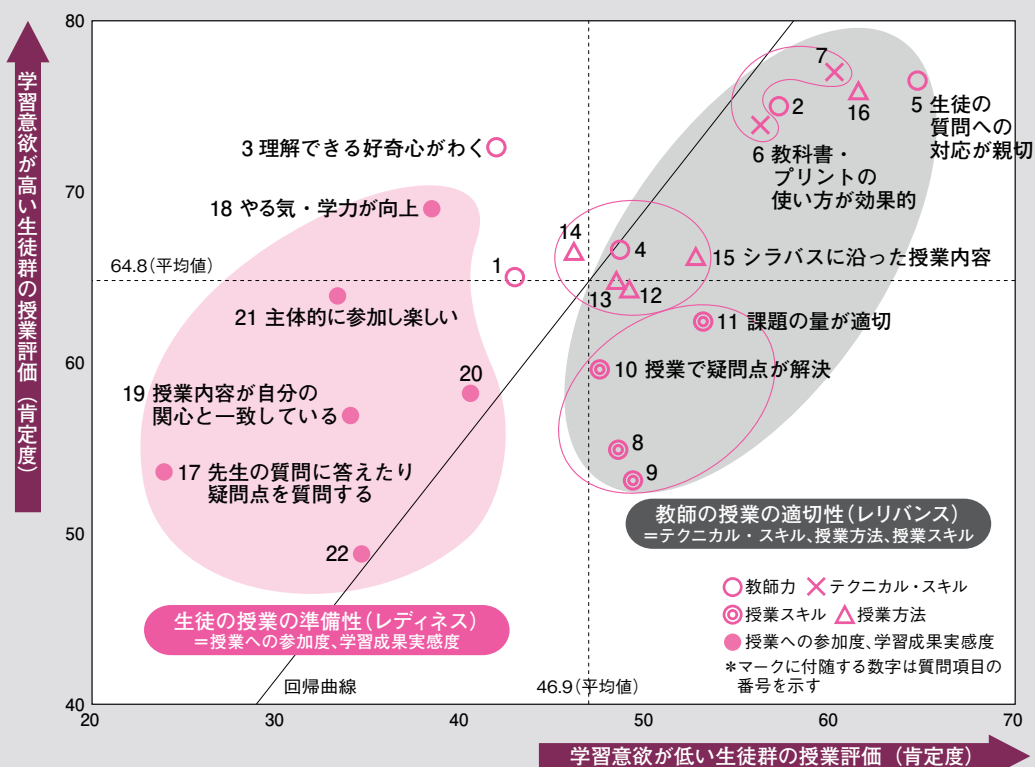 学習意欲が高い生徒群の授業評価（肯定度）
80
70
60
50
40
64.8（平均値）
7
2
16
5 生徒の
質問への
対応が親切
6 教科書・
プリントの
使い方が効果的
3 理解できる好奇心がわく
18 やる気・学力が向上
14
4
1
15 シラバスに沿った授業内容
13
12
21 主体的に参加し楽しい
11 課題の量が適切
20
10 授業で疑問点が解決
19 授業内容が自分の
関心と一致している
8
17 先生の質問に答えたり
疑問点を質問する
9
22
教師の授業の適切性（レリバンス）
＝テクニカル・スキル、授業方法、授業スキル
生徒の授業の準備性（レディネス）
＝授業への参加度、学習成果実感度
教師力
テクニカル・スキル
授業スキル
授業方法
授業への参加度、学習成果実感度
＊マークに付随する数字は質問項目の
番号を示す
回帰曲線
46.9（平均値）
20
30
40
50
60
70
学習意欲が低い生徒群の授業評価（肯定度）